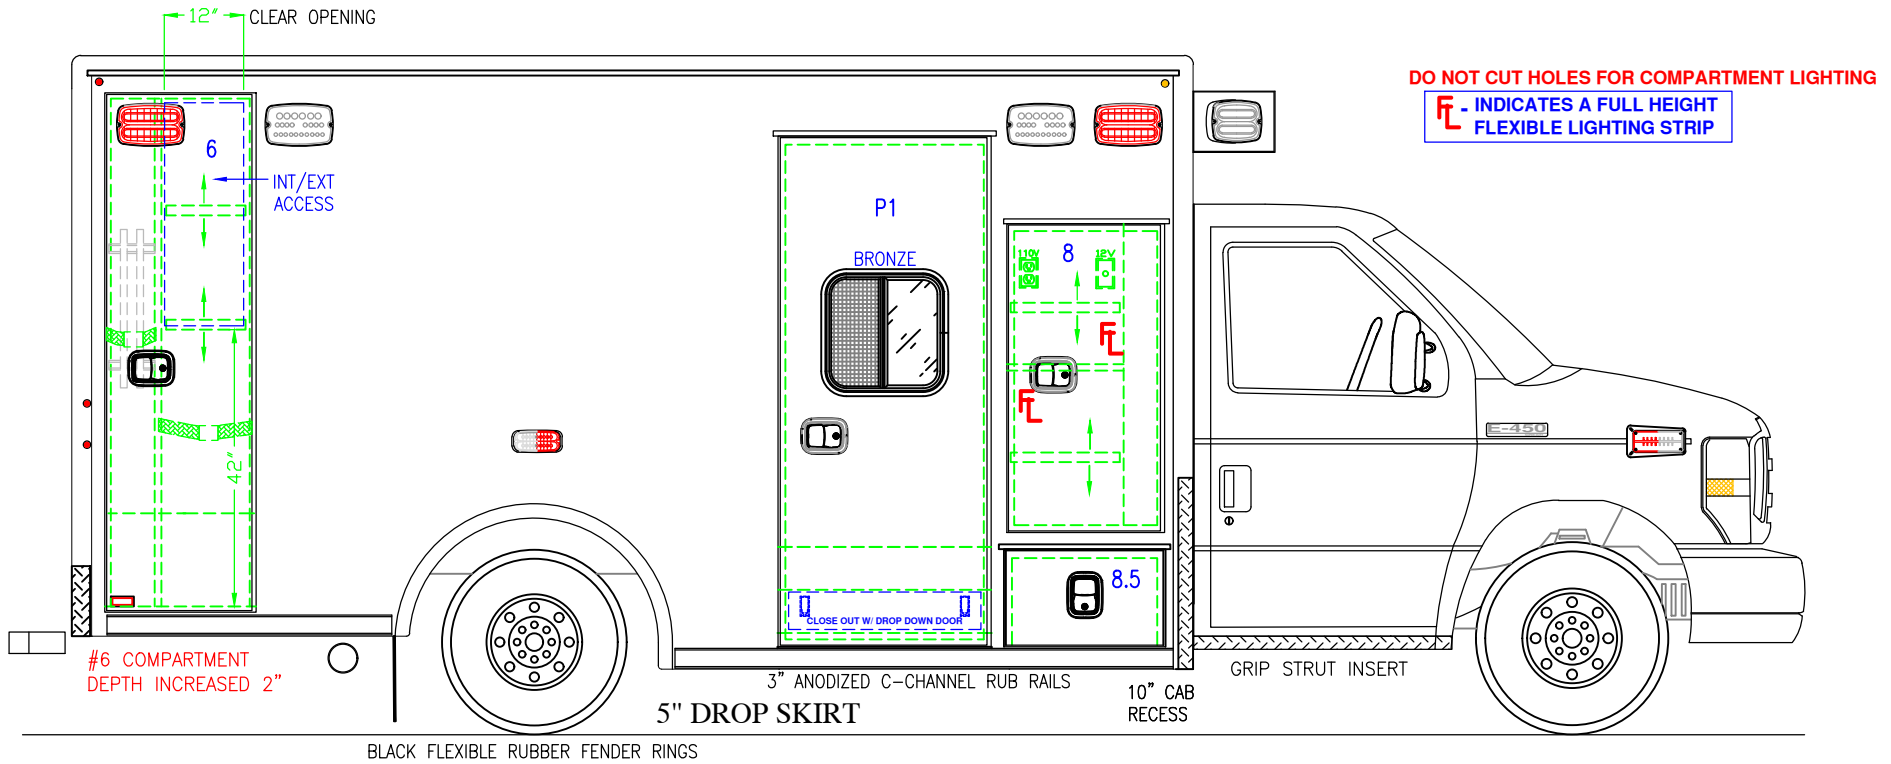 12"
CLEAR OPENING
DO NOT CUT HOLES FOR COMPARTMENT LIGHTING
FL - INDICATES A FULL HEIGHT
FLEXIBLE LIGHTING STRIP
6
INT/EXT
ACCESS
P1
BRONZE
110V
8
12V
FL
FL
E-450
42"
8.5
CLOSE OUT W/ DROP DOWN DOOR
#6 COMPARTMENT
DEPTH INCREASED 2"
3" ANODIZED C-CHANNEL RUB RAILS
GRIP STRUT INSERT
10" CAB
RECESS
5" DROP SKIRT
BLACK FLEXIBLE RUBBER FENDER RINGS